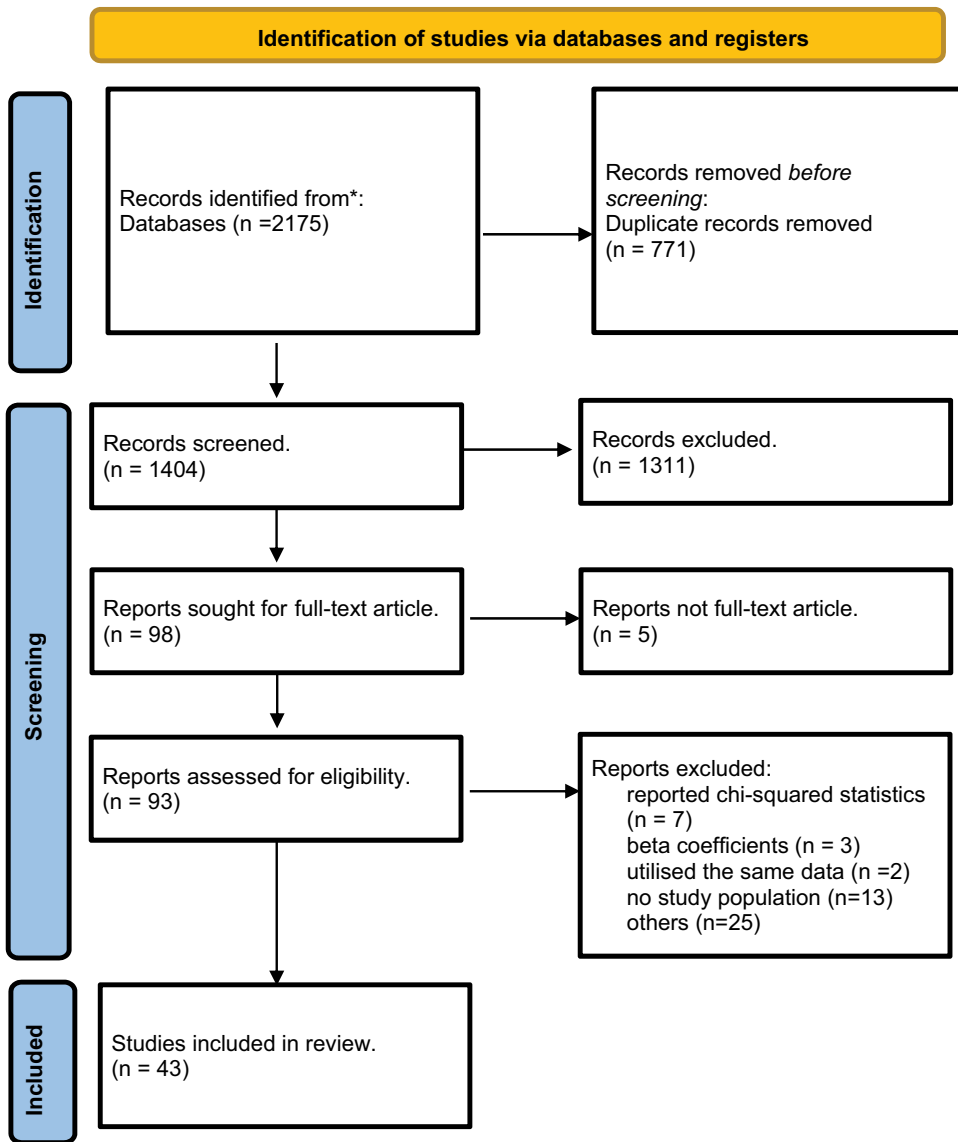 Identification of studies via databases and registers
Identification
Records identified from*:
Databases (n =2175)
Records removed before
screening:
Duplicate records removed
(n = 771)
Screening
Records screened.
(n = 1404)
Records excluded.
(n = 1311)
Reports sought for full-text article.
(n = 98)
Reports not full-text article.
(n = 5)
Reports assessed for eligibility.
(n = 93)
Reports excluded:
reported chi-squared statistics
(n = 7)
beta coefficients (n = 3)
utilised the same data (n =2)
no study population (n=13)
others (n=25)
Included
Studies included in review.
(n = 43)